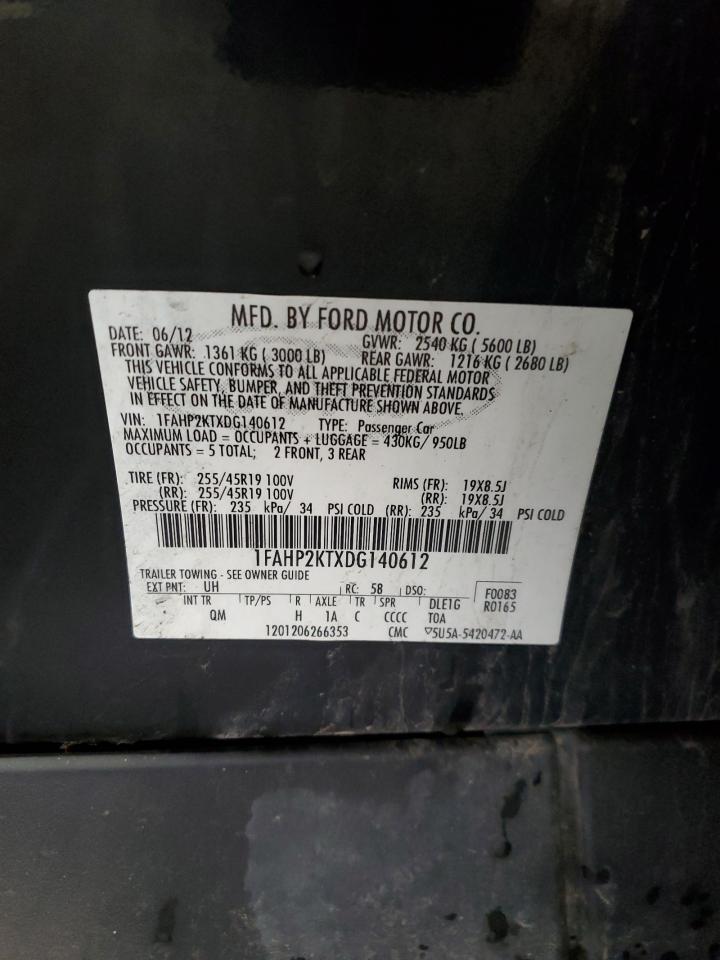 MFD. BY FORD MOTOR CO.
DATE: 06/12 GVWR: 2540 KG ( 5600 LB)
FRONT GAWR: 1361 KG ( 3000 LB) REAR GAWR: 1216 KG ( 2680 LB)
THIS VEHICLE CONFORMS TO ALL APPLICABLE FEDERAL MOTOR
VEHICLE SAFETY, BUMPER, AND THEFT PREVENTION STANDARDS
IN EFFECT ON THE DATE OF MANUFACTURE SHOWN ABOVE.
VIN: 1FAHP2KTXDG140612 TYPE: Passenger Car
MAXIMUM LOAD = OCCUPANTS + LUGGAGE = 430KG/ 950LB
OCCUPANTS = 5 TOTAL; 2 FRONT, 3 REAR
TIRE (FR): 255/45R19 100V RIMS (FR): 19X8.5J
(RR): 255/45R19 100V (RR): 19X8.5J
PRESSURE (FR): 235 kPa/ 34 PSI COLD (RR): 235 kPa/ 34 PSI COLD
1FAHP2KTXDG140612
TRAILER TOWING - SEE OWNER GUIDE
EXT PNT: UH RC: 58 DSO: F0083
INT TR TP/PS R AXLE TR SPR DLE1G R0165
QM H 1A C CCCC TOA
1201206266353 CMC ▽5U5A-5420472-AA